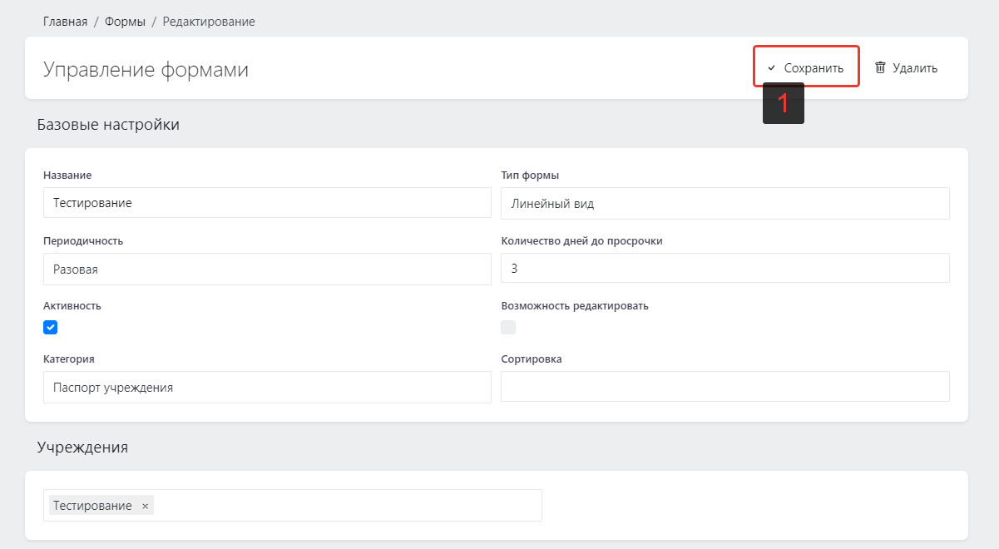 Главная / Формы / Редактирование
Управление формами
Сохранить
Удалить
1
Базовые настройки
Название
Тип формы
Тестирование
Линейный вид
Периодичность
Количество дней до просрочки
Разовая
3
Активность
Возможность редактировать
Категория
Сортировка
Паспорт учреждения
Учреждения
Тестирование ×